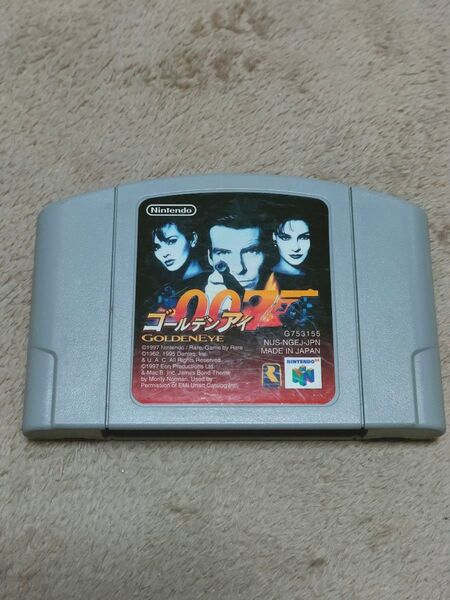 Nintendo
007
ゴールデンアイ
GOLDENEYE
G753155
NUS-NGEJ-JPN
MADE IN JAPAN
©1997 Nintendo / Rare, Game by Rare
©1962, 1995 Danjaq, Inc.
& U.A.C. All Rights Reserved.
©1997 Eon Productions Ltd.
& Mac B. Inc. James Bond Theme
by Monty Norman. Used by
Permission of EMI Unart Catalog Inc.
NINTENDO 64